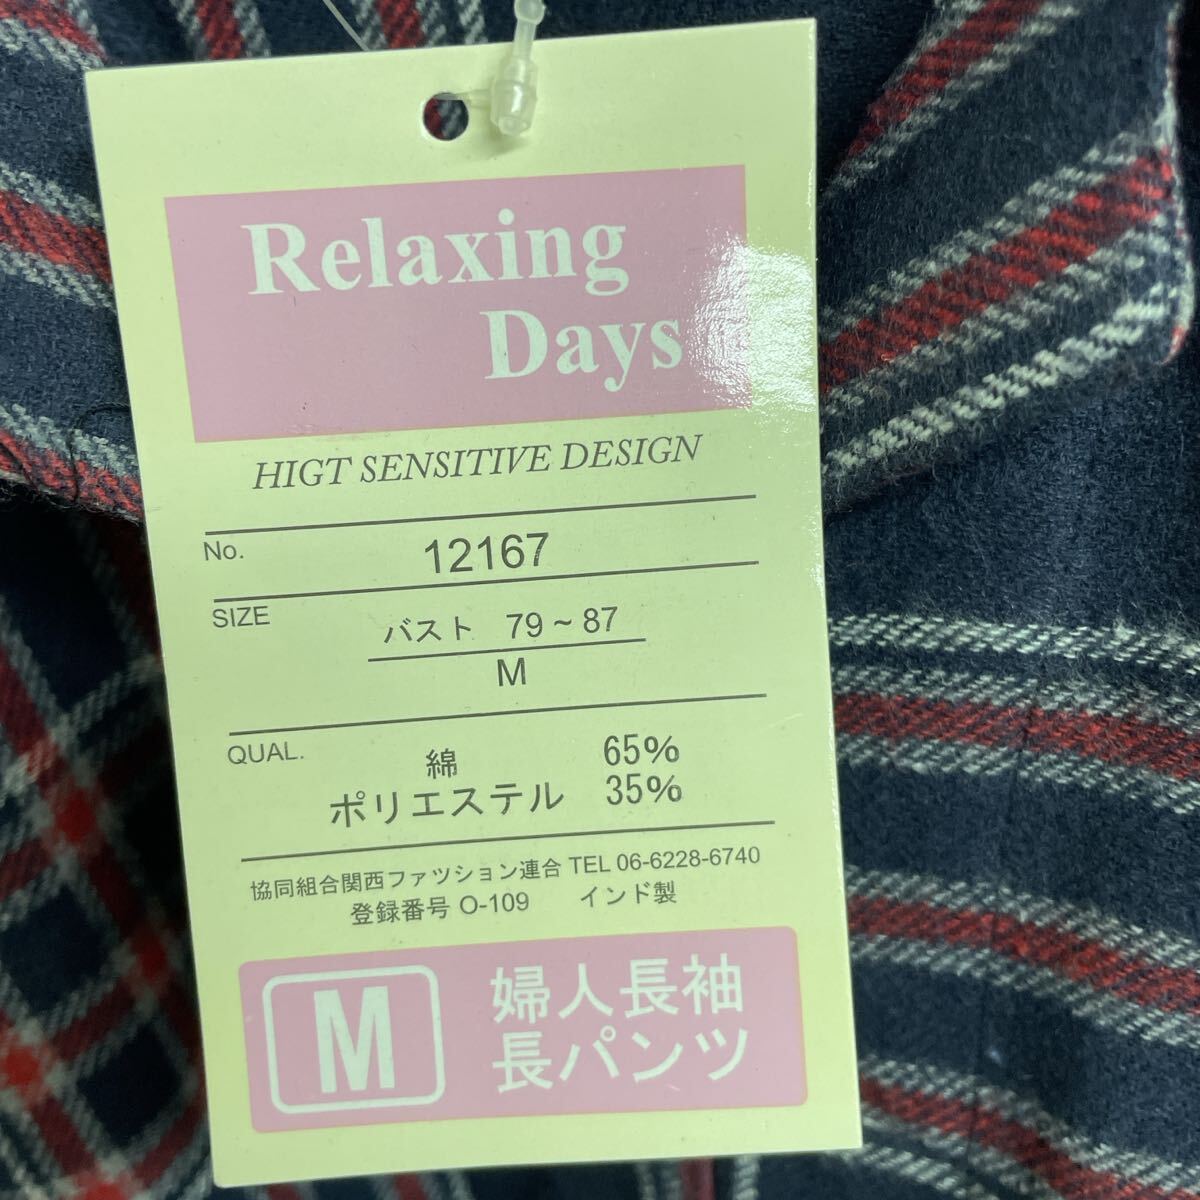 Relaxing
Days
HIGT SENSITIVE DESIGN
No. 12167
SIZE バスト 79~87
M
QUAL. 綿 65%
ポリエステル 35%
協同組合関西ファツション連合 TEL 06-6228-6740
登録番号 O-109 インド製
M 婦人長袖
長パンツ